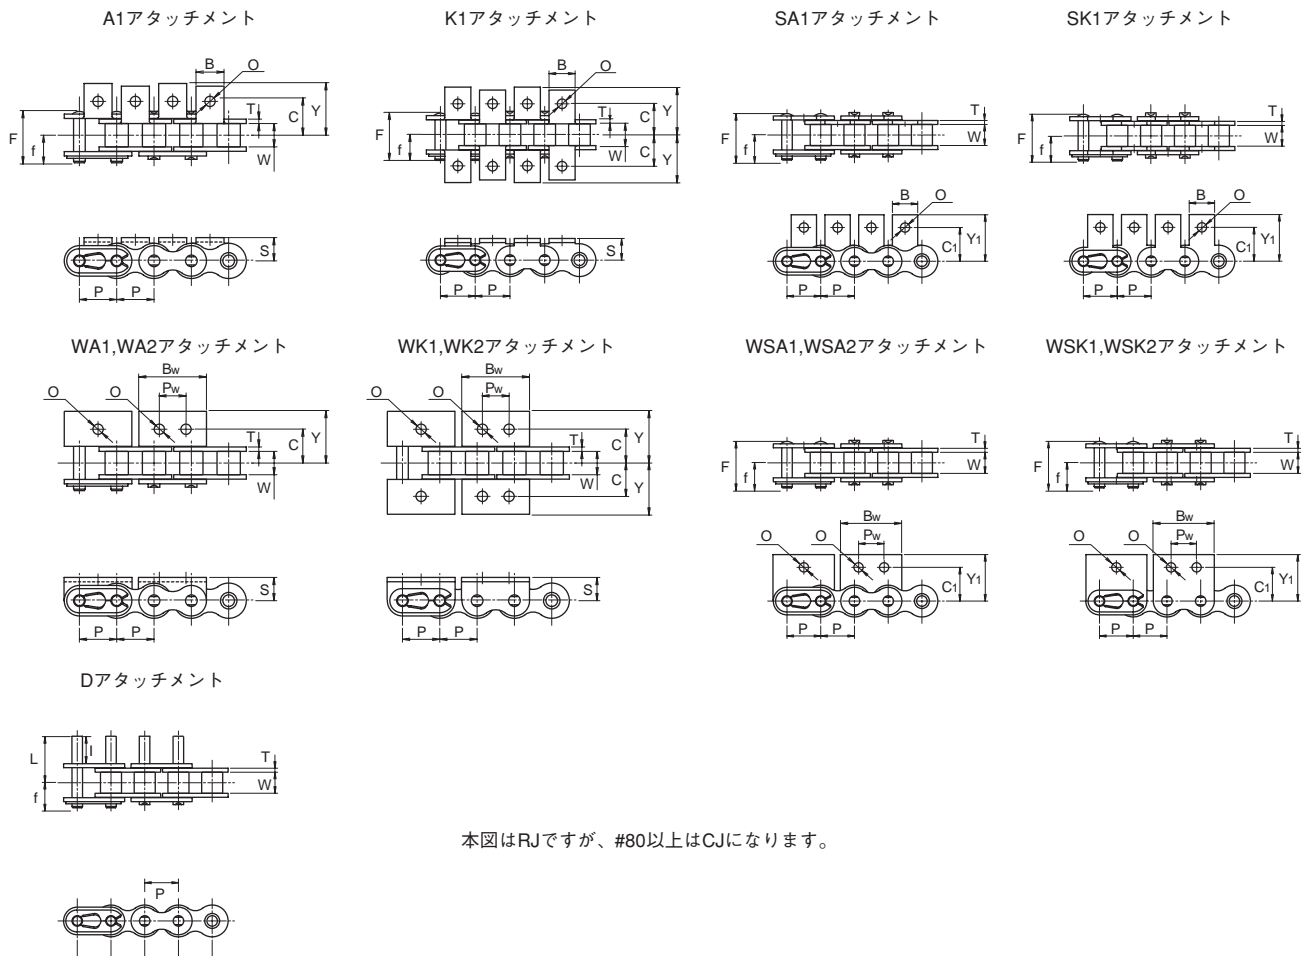 A1アタッチメント
K1アタッチメント
SA1アタッチメント
SK1アタッチメント
B
O
F
f
T
C
Y
W
S
P
P
B
O
F
f
T
C
Y
W
C
Y
S
P
P
F
f
T
W
B
O
C1
Y1
P
P
F
f
T
W
B
O
C1
Y1
P
P
WA1,WA2アタッチメント
WK1,WK2アタッチメント
WSA1,WSA2アタッチメント
WSK1,WSK2アタッチメント
Bw
Pw
O
O
T
C
Y
W
S
P
P
Bw
Pw
O
O
T
C
Y
W
C
Y
S
P
P
F
f
T
W
Bw
Pw
O
O
C1
Y1
P
P
F
f
T
W
Bw
Pw
O
O
C1
Y1
P
P
Dアタッチメント
L
l
f
T
W
本図はRJですが、#80以上はCJになります。
P